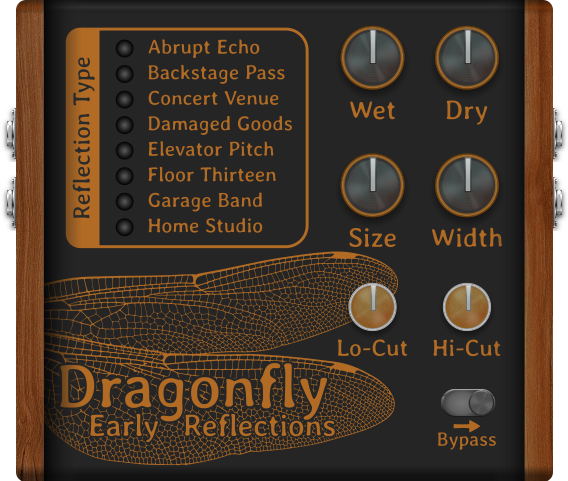 Reflection Type
Abrupt Echo
Backstage Pass
Concert Venue
Damaged Goods
Elevator Pitch
Floor Thirteen
Garage Band
Home Studio
Wet Dry
Size Width
Lo-Cut Hi-Cut
Dragonfly
Early Reflections
Bypass